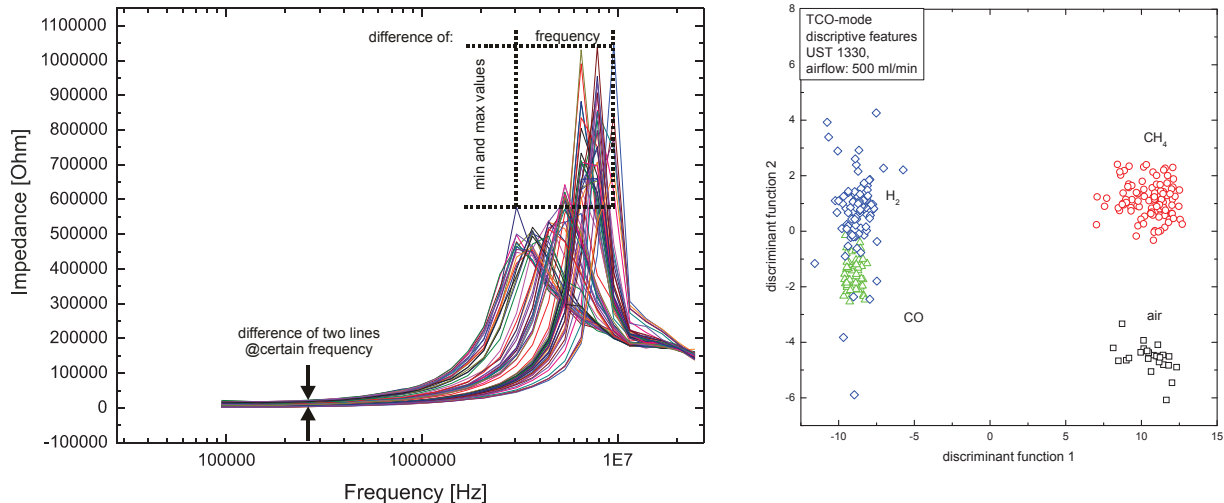 1100000
1000000
900000
800000
700000
600000
500000
400000
300000
200000
100000
0
-100000
Impedance [Ohm]
difference of:
frequency
min and max values
difference of two lines
@certain frequency
100000
1000000
1E7
Frequency [Hz]
8
6
4
2
0
-2
-4
-6
discriminant function 2
TCO-mode
discriptive features
UST 1330,
airflow: 500 ml/min
CH4
H2
CO
air
-10
-5
0
5
10
15
discriminant function 1